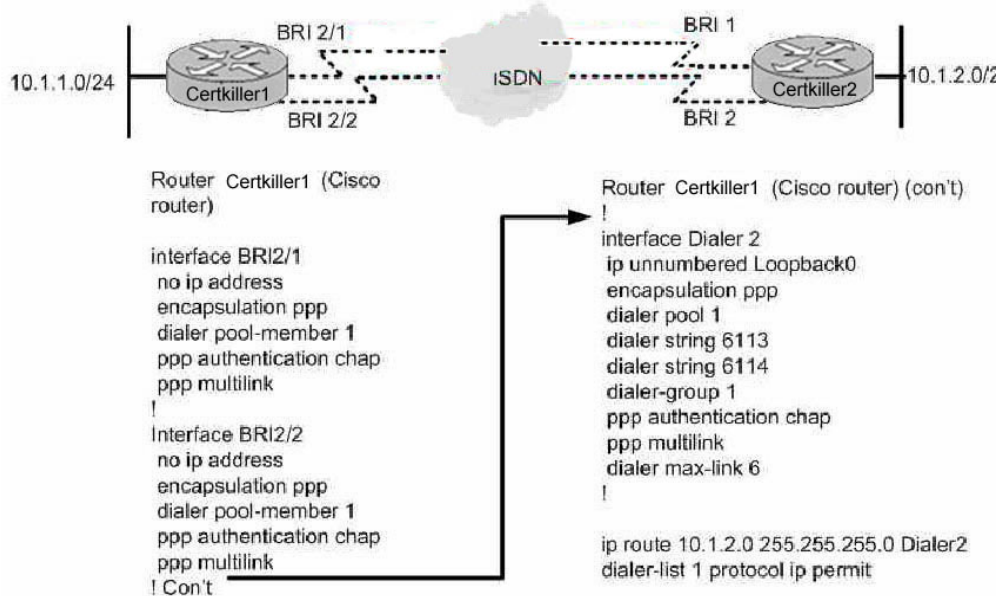 BRI 2/1
BRI 1
10.1.1.0/24
Certkiller1
ISDN
Certkiller2
10.1.2.0/2
BRI 2/2
BRI 2
Router Certkiller1 (Cisco
router)
interface BRI2/1
no ip address
encapsulation ppp
dialer pool-member 1
ppp authentication chap
ppp multilink
!
Interface BRI2/2
no ip address
encapsulation ppp
dialer pool-member 1
ppp authentication chap
ppp multilink
! Con't
Router Certkiller1 (Cisco router) (con't)
!
interface Dialer 2
ip unnumbered Loopback0
encapsulation ppp
dialer pool 1
dialer string 6113
dialer string 6114
dialer-group 1
ppp authentication chap
ppp multilink
dialer max-link 6
!
ip route 10.1.2.0 255.255.255.0 Dialer2
dialer-list 1 protocol ip permit